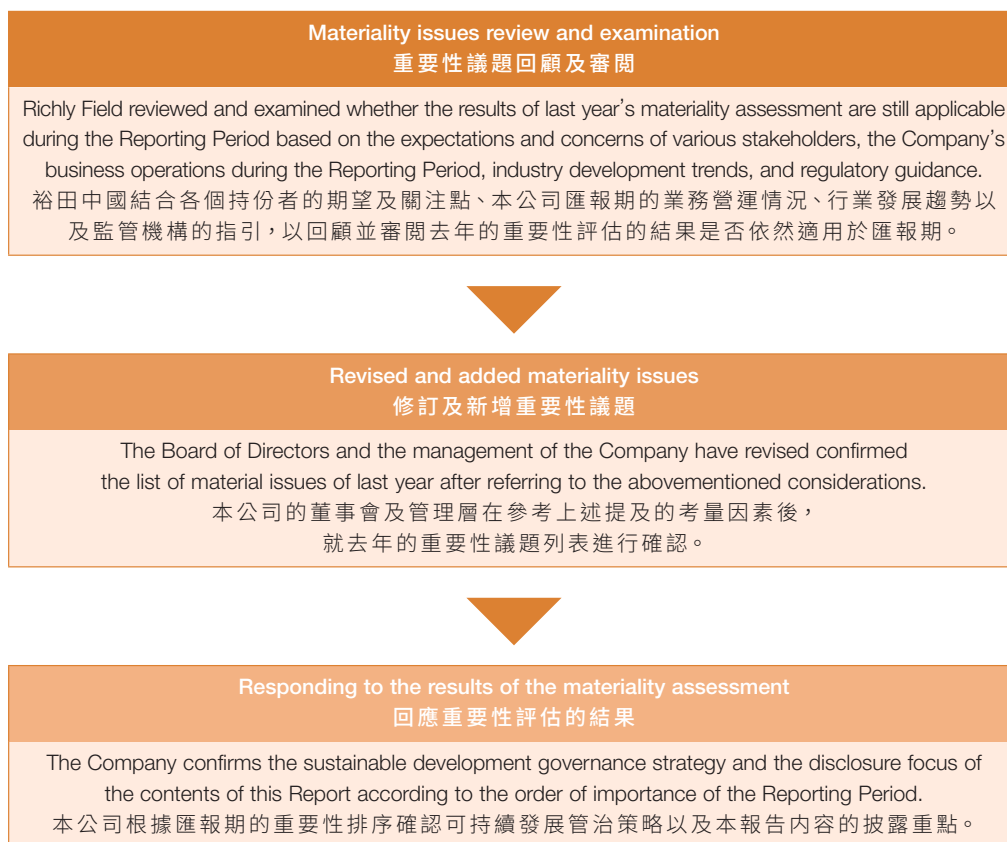 Materiality issues review and examination
重要性議題回顧及審閱
Richly Field reviewed and examined whether the results of last year’s materiality assessment are still applicable
during the Reporting Period based on the expectations and concerns of various stakeholders, the Company’s
business operations during the Reporting Period, industry development trends, and regulatory guidance.
裕田中國結合各個持份者的期望及關注點、本公司匯報期的業務營運情況、行業發展趨勢以
及監管機構的指引，以回顧並審閱去年的重要性評估的結果是否依然適用於匯報期。
Revised and added materiality issues
修訂及新增重要性議題
The Board of Directors and the management of the Company have revised confirmed
the list of material issues of last year after referring to the abovementioned considerations.
本公司的董事會及管理層在參考上述提及的考量因素後，
就去年的重要性議題列表進行確認。
Responding to the results of the materiality assessment
回應重要性評估的結果
The Company confirms the sustainable development governance strategy and the disclosure focus of
the contents of this Report according to the order of importance of the Reporting Period.
本公司根據匯報期的重要性排序確認可持續發展管治策略以及本報告內容的披露重點。